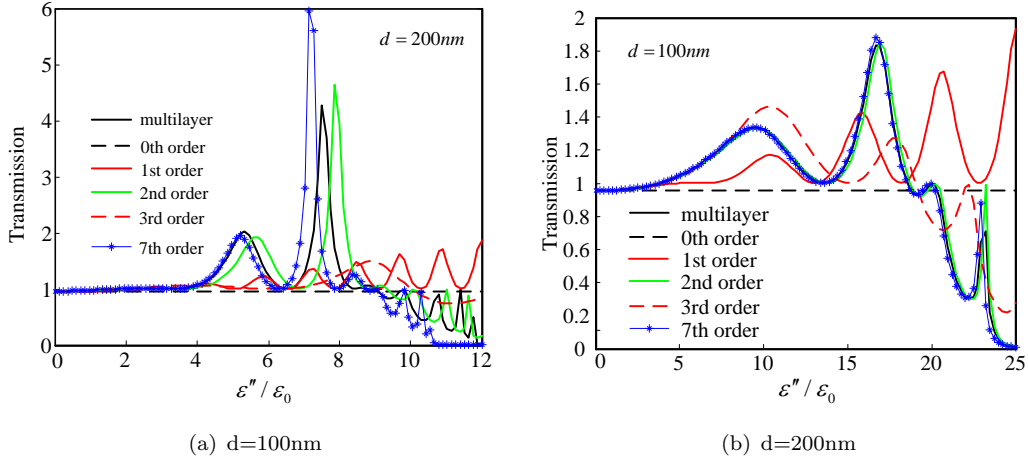 6
5
4
3
2
1
0
Transmission
d = 200nm
multilayer
0th order
1st order
2nd order
3rd order
7th order
0 2 4 6 8 10 12
ε″ / ε0
(a) d=100nm
2
1.8
1.6
1.4
1.2
1
0.8
0.6
0.4
0.2
0
Transmission
d = 100nm
multilayer
0th order
1st order
2nd order
3rd order
7th order
0 5 10 15 20 25
ε″ / ε0
(b) d=200nm